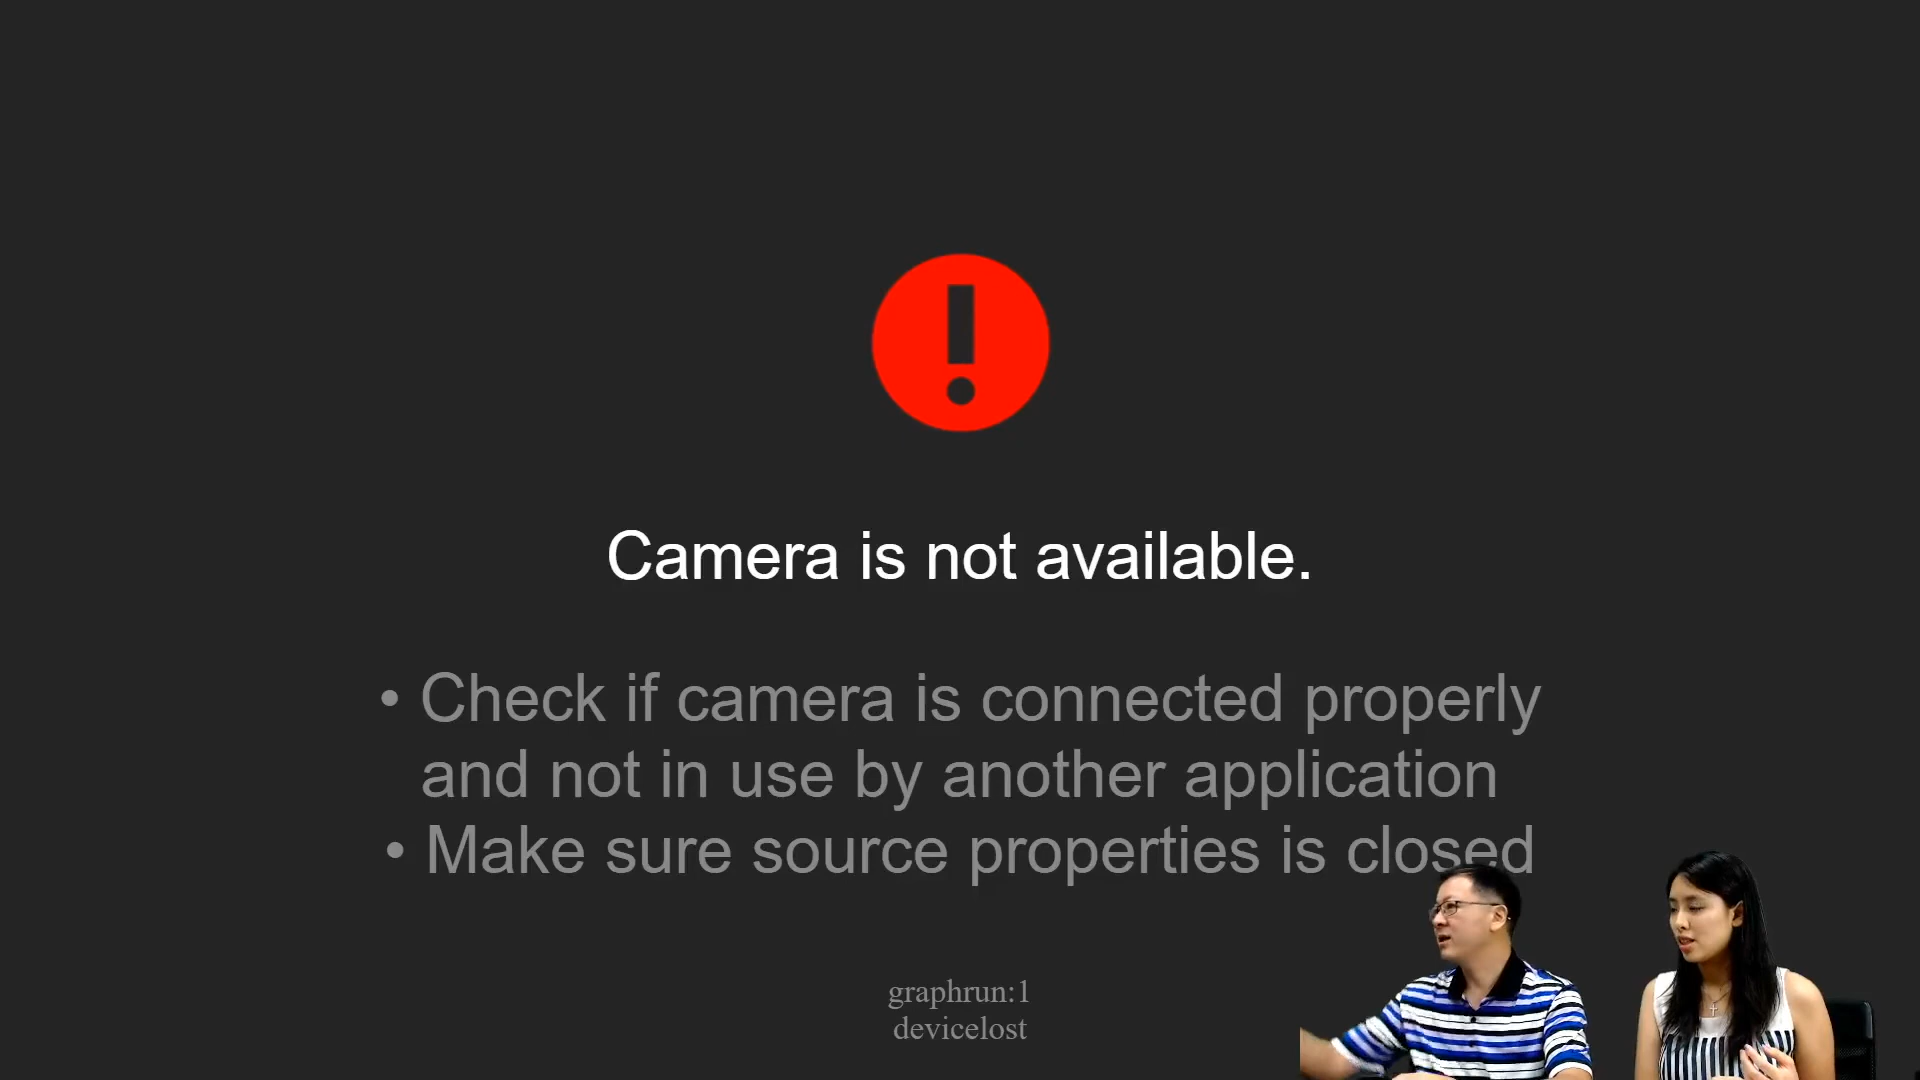 Camera is not available.
• Check if camera is connected properly
and not in use by another application
• Make sure source properties is closed
graphrun:1
devicelost